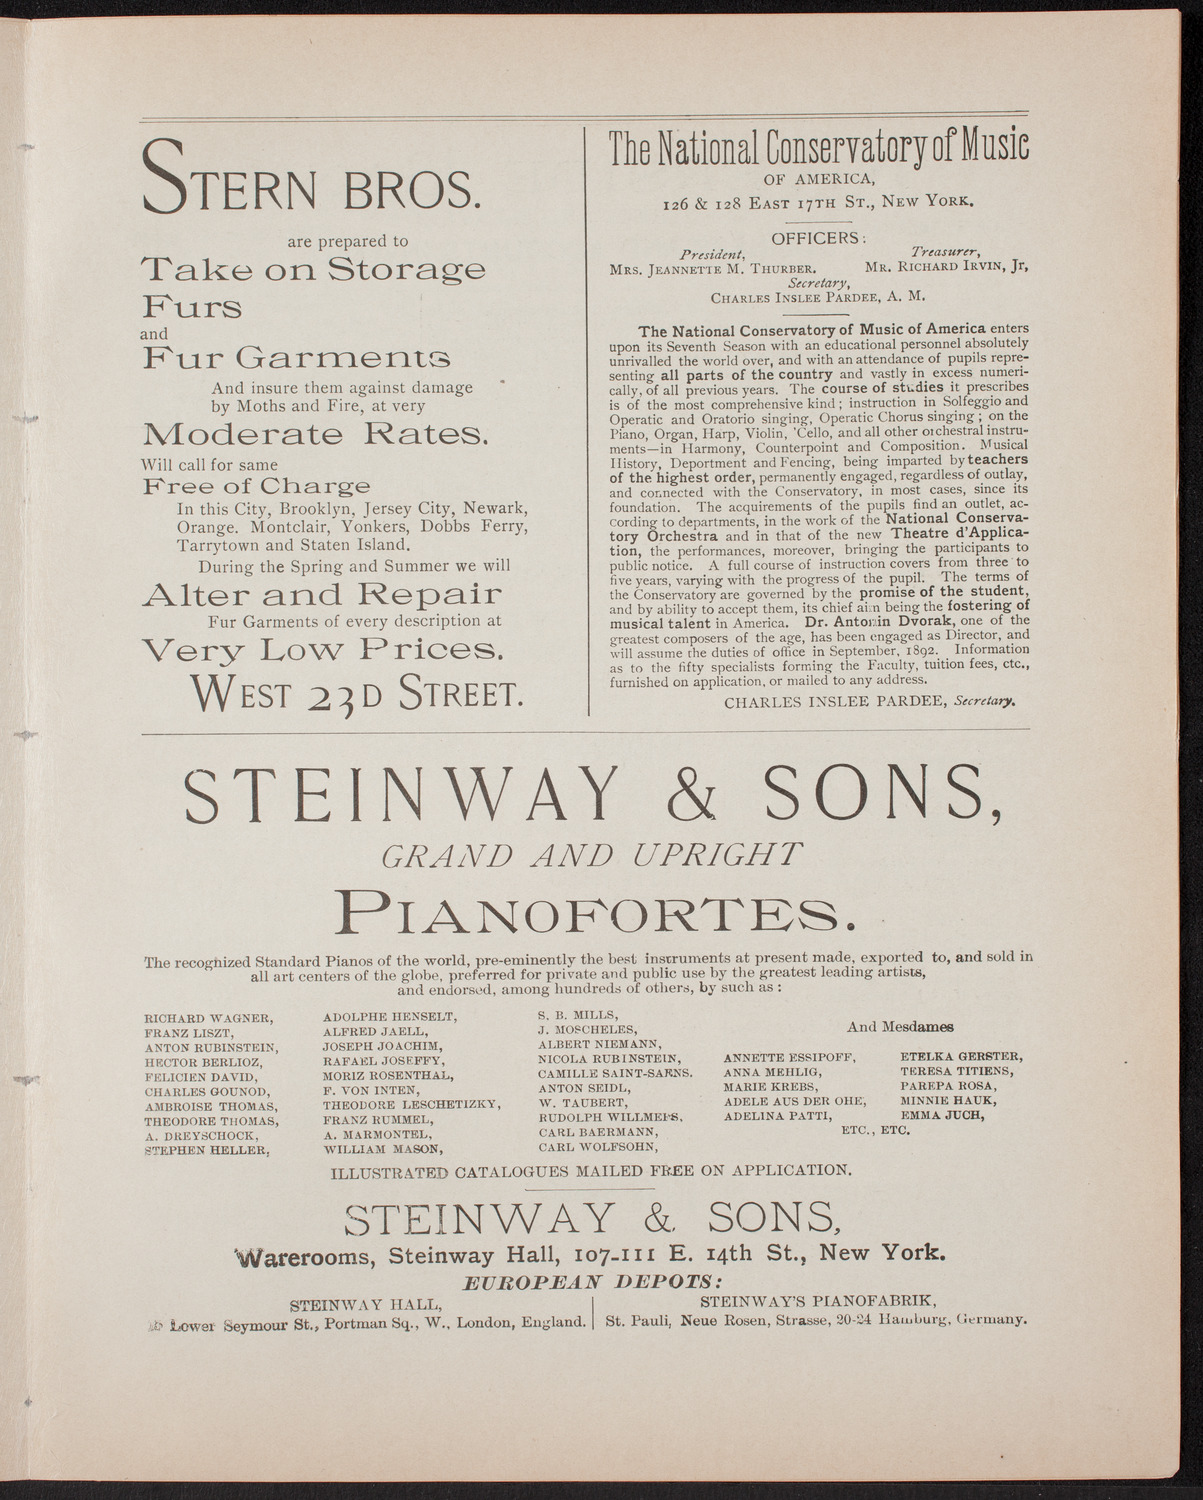 STERN BROS.
are prepared to
Take on Storage
Furs
and
Fur Garments
And insure them against damage
by Moths and Fire, at very
Moderate Rates.
Will call for same
Free of Charge
In this City, Brooklyn, Jersey City, Newark,
Orange. Montclair, Yonkers, Dobbs Ferry,
Tarrytown and Staten Island.
During the Spring and Summer we will
Alter and Repair
Fur Garments of every description at
Very Low Prices.
WEST 23D STREET.
The National Conservatory of Music
OF AMERICA,
126 & 128 EAST 17TH ST., NEW YORK.
OFFICERS:
President, Treasurer,
MRS. JEANNETTE M. THURBER. MR. RICHARD IRVIN, Jr,
Secretary,
CHARLES INSLEE PARDEE, A. M.
The National Conservatory of Music of America enters
upon its Seventh Season with an educational personnel absolutely
unrivalled the world over, and with an attendance of pupils repre-
senting all parts of the country and vastly in excess numeri-
cally, of all previous years. The course of studies it prescribes
is of the most comprehensive kind; instruction in Solfeggio and
Operatic and Oratorio singing, Operatic Chorus singing; on the
Piano, Organ, Harp, Violin, 'Cello, and all other orchestral instru-
ments—in Harmony, Counterpoint and Composition. Musical
History, Deportment and Fencing, being imparted by teachers
of the highest order, permanently engaged, regardless of outlay,
and connected with the Conservatory, in most cases, since its
foundation. The acquirements of the pupils find an outlet, ac-
cording to departments, in the work of the National Conserva-
tory Orchestra and in that of the new Theatre d'Applica-
tion, the performances, moreover, bringing the participants to
public notice. A full course of instruction covers from three to
five years, varying with the progress of the pupil. The terms of
the Conservatory are governed by the promise of the student,
and by ability to accept them, its chief aim being the fostering of
musical talent in America. Dr. Antonin Dvorak, one of the
greatest composers of the age, has been engaged as Director, and
will assume the duties of office in September, 1892. Information
as to the fifty specialists forming the Faculty, tuition fees, etc.,
furnished on application, or mailed to any address.
CHARLES INSLEE PARDEE, Secretary.
STEINWAY & SONS,
GRAND AND UPRIGHT
PIANOFORTES.
The recognized Standard Pianos of the world, pre-eminently the best instruments at present made, exported to, and sold in
all art centers of the globe, preferred for private and public use by the greatest leading artists,
and endorsed, among hundreds of others, by such as:
RICHARD WAGNER,
FRANZ LISZT,
ANTON RUBINSTEIN,
HECTOR BERLIOZ,
FELICIEN DAVID,
CHARLES GOUNOD,
AMBROISE THOMAS,
THEODORE THOMAS,
A. DREYSCHOCK,
STEPHEN HELLER,
ADOLPHE HENSELT,
ALFRED JAELL,
JOSEPH JOACHIM,
RAFAEL JOSEFFY,
MORIZ ROSENTHAL,
F. VON INTEN,
THEODORE LESCHETIZKY,
FRANZ RUMMEL,
A. MARMONTEL,
WILLIAM MASON,
S. B. MILLS,
J. MOSCHELES,
ALBERT NIEMANN,
NICOLA RUBINSTEIN,
CAMILLE SAINT-SAENS.
ANTON SEIDL,
W. TAUBERT,
RUDOLPH WILLMERS,
CARL BAERMANN,
CARL WOLFSOHN,
And Mesdames
ANNETTE ESSIPOFF,
ANNA MEHLIG,
MARIE KREBS,
ADELE AUS DER OHE,
ADELINA PATTI,
ETELKA GERSTER,
TERESA TITIENS,
PAREPA ROSA,
MINNIE HAUK,
EMMA JUCH,
ETC., ETC.
ILLUSTRATED CATALOGUES MAILED FREE ON APPLICATION.
STEINWAY & SONS,
Warerooms, Steinway Hall, 107-111 E. 14th St., New York.
EUROPEAN DEPOTS:
STEINWAY HALL,
Lower Seymour St., Portman Sq., W., London, England.
STEINWAY'S PIANOFABRIK,
St. Pauli, Neue Rosen, Strasse, 20-24 Hamburg, Germany.